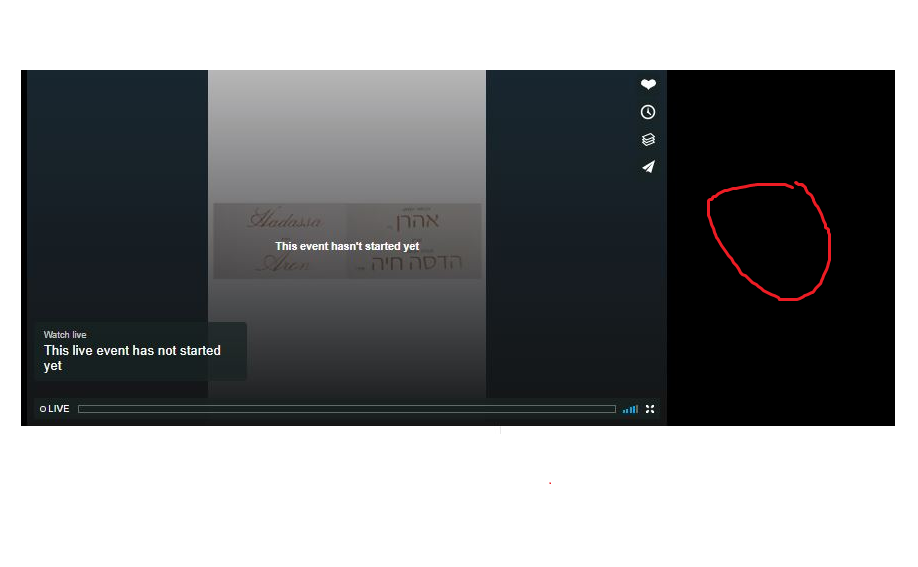 Hadassa
Aron
אהרן
הדסה חיה
This event hasn't started yet
Watch live
This live event has not started
yet
LIVE